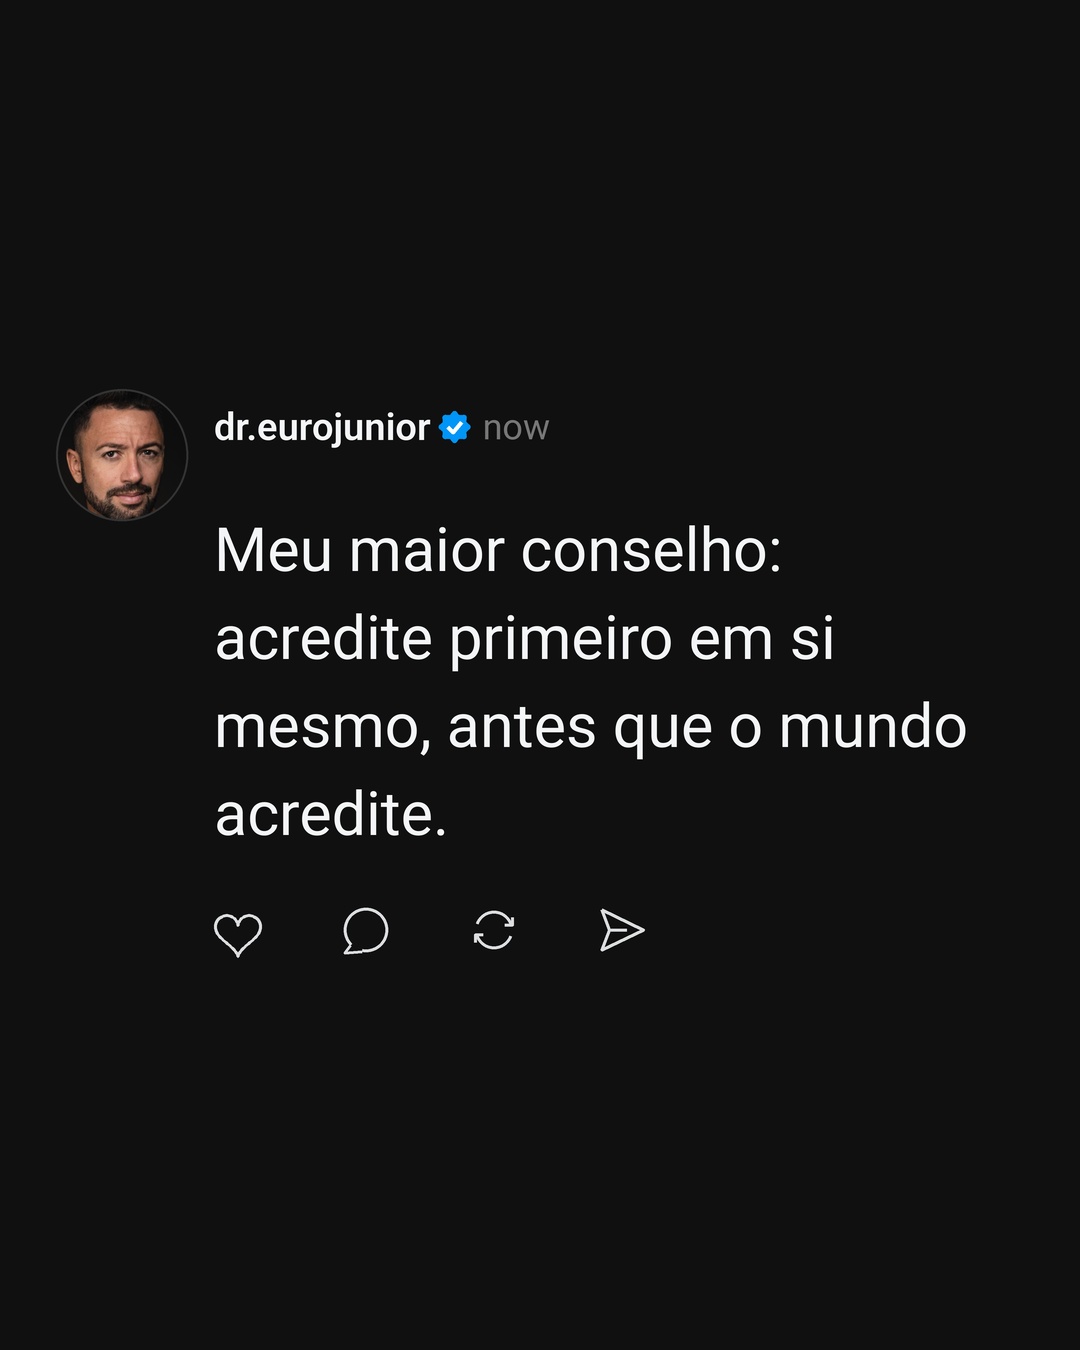 dr.eurojunior now
Meu maior conselho:
acredite primeiro em si
mesmo, antes que o mundo
acredite.